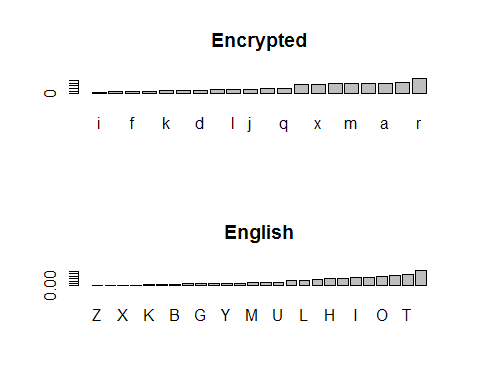 Encrypted
0
i f k d l j q x m a r
English
0.00
Z X K B G Y M U L H I O T